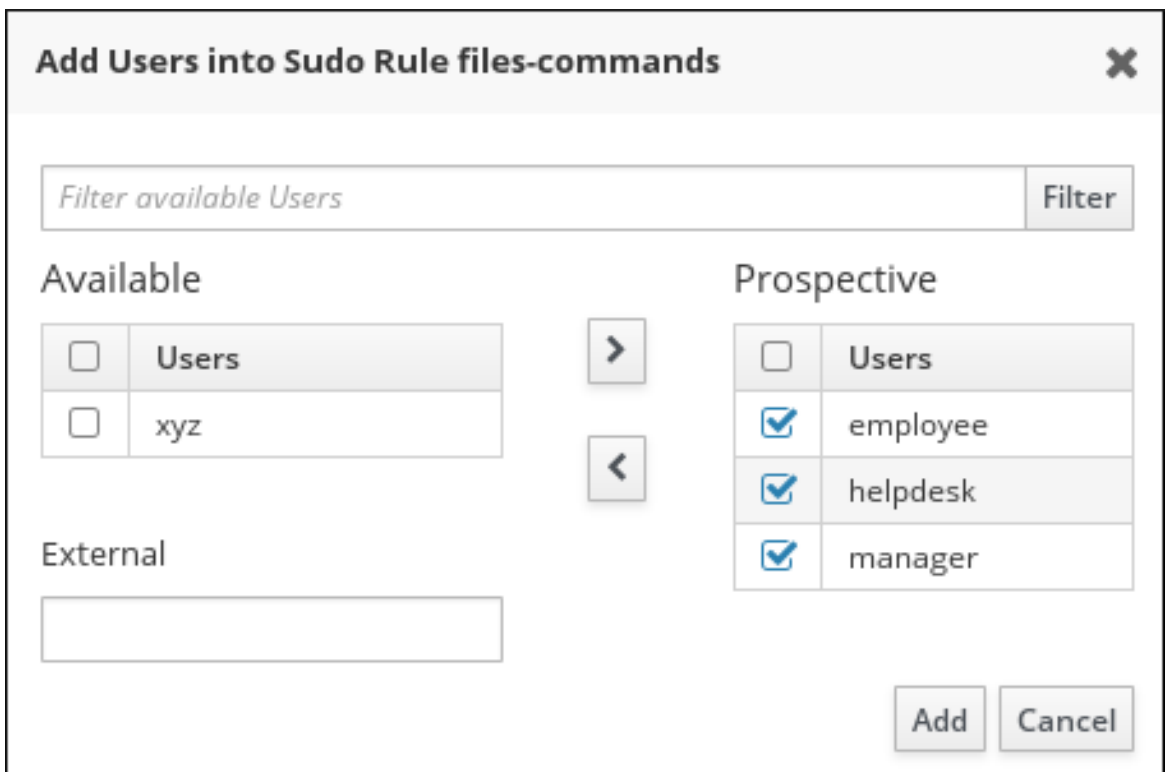 Add Users into Sudo Rule files-commands
Filter available Users
Filter
Available
Prospective
Users
Users
xyz
employee
helpdesk
manager
External
Add
Cancel